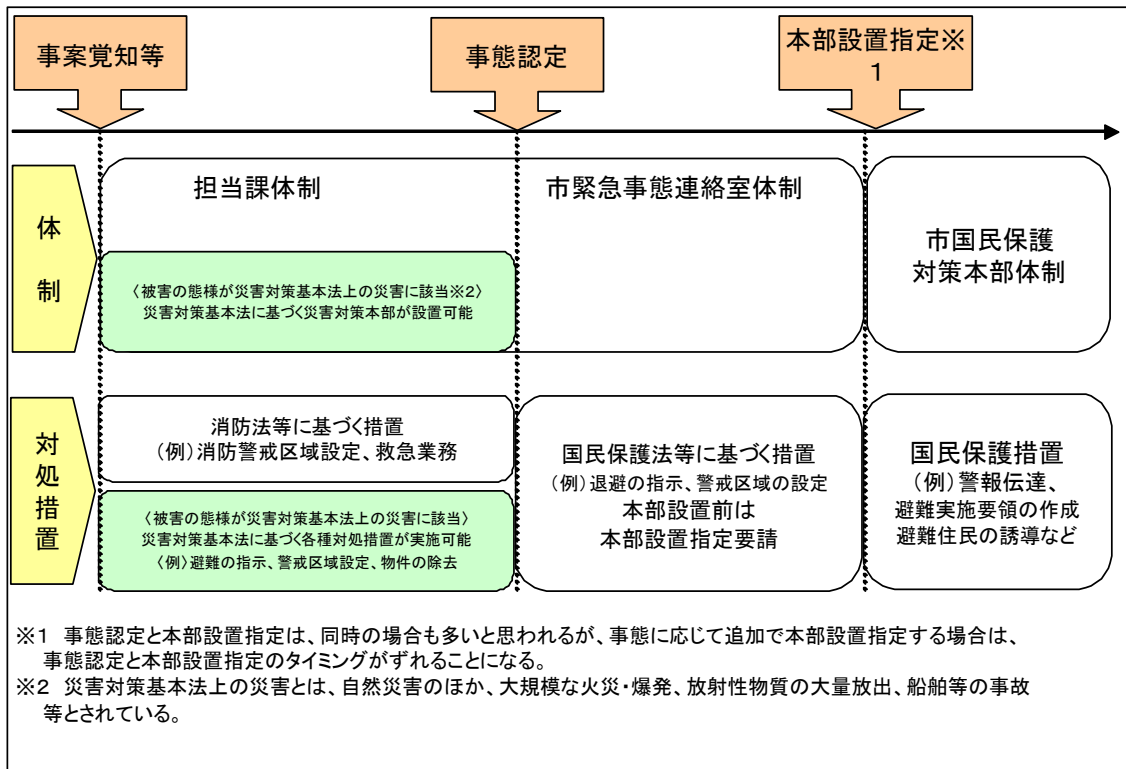 事案覚知等
事態認定
本部設置指定※
1
体制
担当課体制
市緊急事態連絡室体制
〈被害の態様が災害対策基本法上の災害に該当※2〉
災害対策基本法に基づく災害対策本部が設置可能
市国民保護
対策本部体制
対処措置
消防法等に基づく措置
(例)消防警戒区域設定、救急業務
〈被害の態様が災害対策基本法上の災害に該当〉
災害対策基本法に基づく各種対処措置が実施可能
〈例〉避難の指示、警戒区域設定、物件の除去
国民保護法等に基づく措置
(例)退避の指示、警戒区域の設定
本部設置前は
本部設置指定要請
国民保護措置
(例)警報伝達、
避難実施要領の作成
避難住民の誘導など
※1 事態認定と本部設置指定は、同時の場合も多いと思われるが、事態に応じて追加で本部設置指定する場合は、
事態認定と本部設置指定のタイミングがずれることになる。
※2 災害対策基本法上の災害とは、自然災害のほか、大規模な火災・爆発、放射性物質の大量放出、船舶等の事故
等とされている。